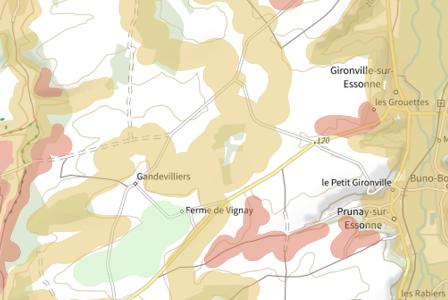 Gironville-sur-
Essonne
les Grouettes
120
Gandevilliers
le Petit Gironville
Buno-Bo
Ferme de Vignay
Prunay-sur-
Essonne
les Rabiers